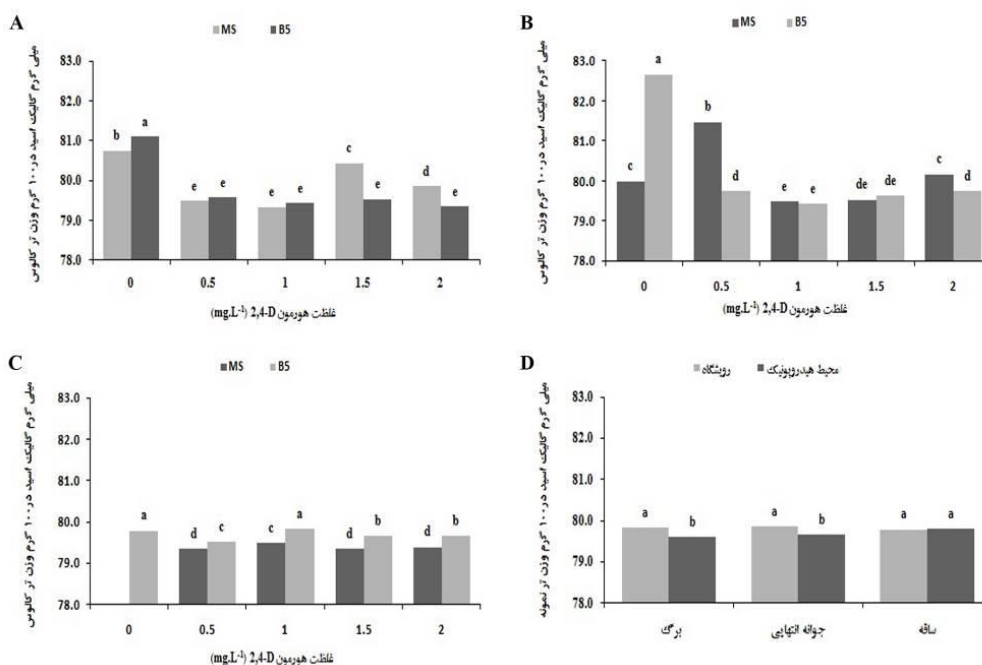 A
MS B5
میلی گرم گالیک اسید در ۱۰۰ گرم وزن تر کالوس
83.0
82.0
81.0
80.0
79.0
78.0
b a
e e
e e
c e
d e
0 0.5 1 1.5 2
غلظت هورمون 2,4-D (mg.L-1)
B
MS B5
میلی گرم گالیک اسید در ۱۰۰ گرم وزن تر کالوس
83.0
82.0
81.0
80.0
79.0
78.0
c a
b d
e e
de de
c d
0 0.5 1 1.5 2
غلظت هورمون 2,4-D (mg.L-1)
C
MS B5
میلی گرم گالیک اسید در ۱۰۰ گرم وزن تر کالوس
83.0
82.0
81.0
80.0
79.0
78.0
a
d c
c a
d b
d b
0 0.5 1 1.5 2
غلظت هورمون 2,4-D (mg.L-1)
D
رویشگاه محیط هیدروپونیک
میلی گرم گالیک اسید در ۱۰۰ گرم وزن تر نمونه
83.0
82.0
81.0
80.0
79.0
78.0
a b
a b
a a
برگ جوانه انتهایی ساقه